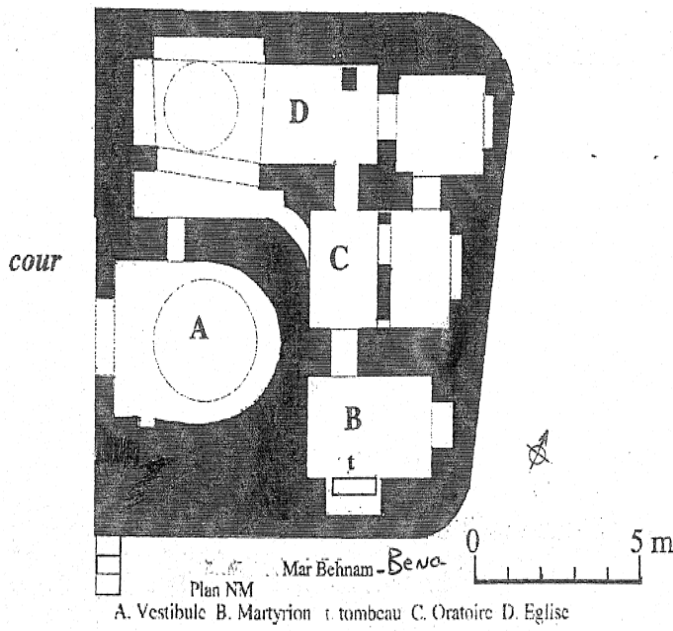 D
cour
C
A
B
t
0 5 m
Mar Behnam - Beno-
Plan NM
A. Vestibule B. Martyrion t. tombeau C. Oratoire D. Eglise